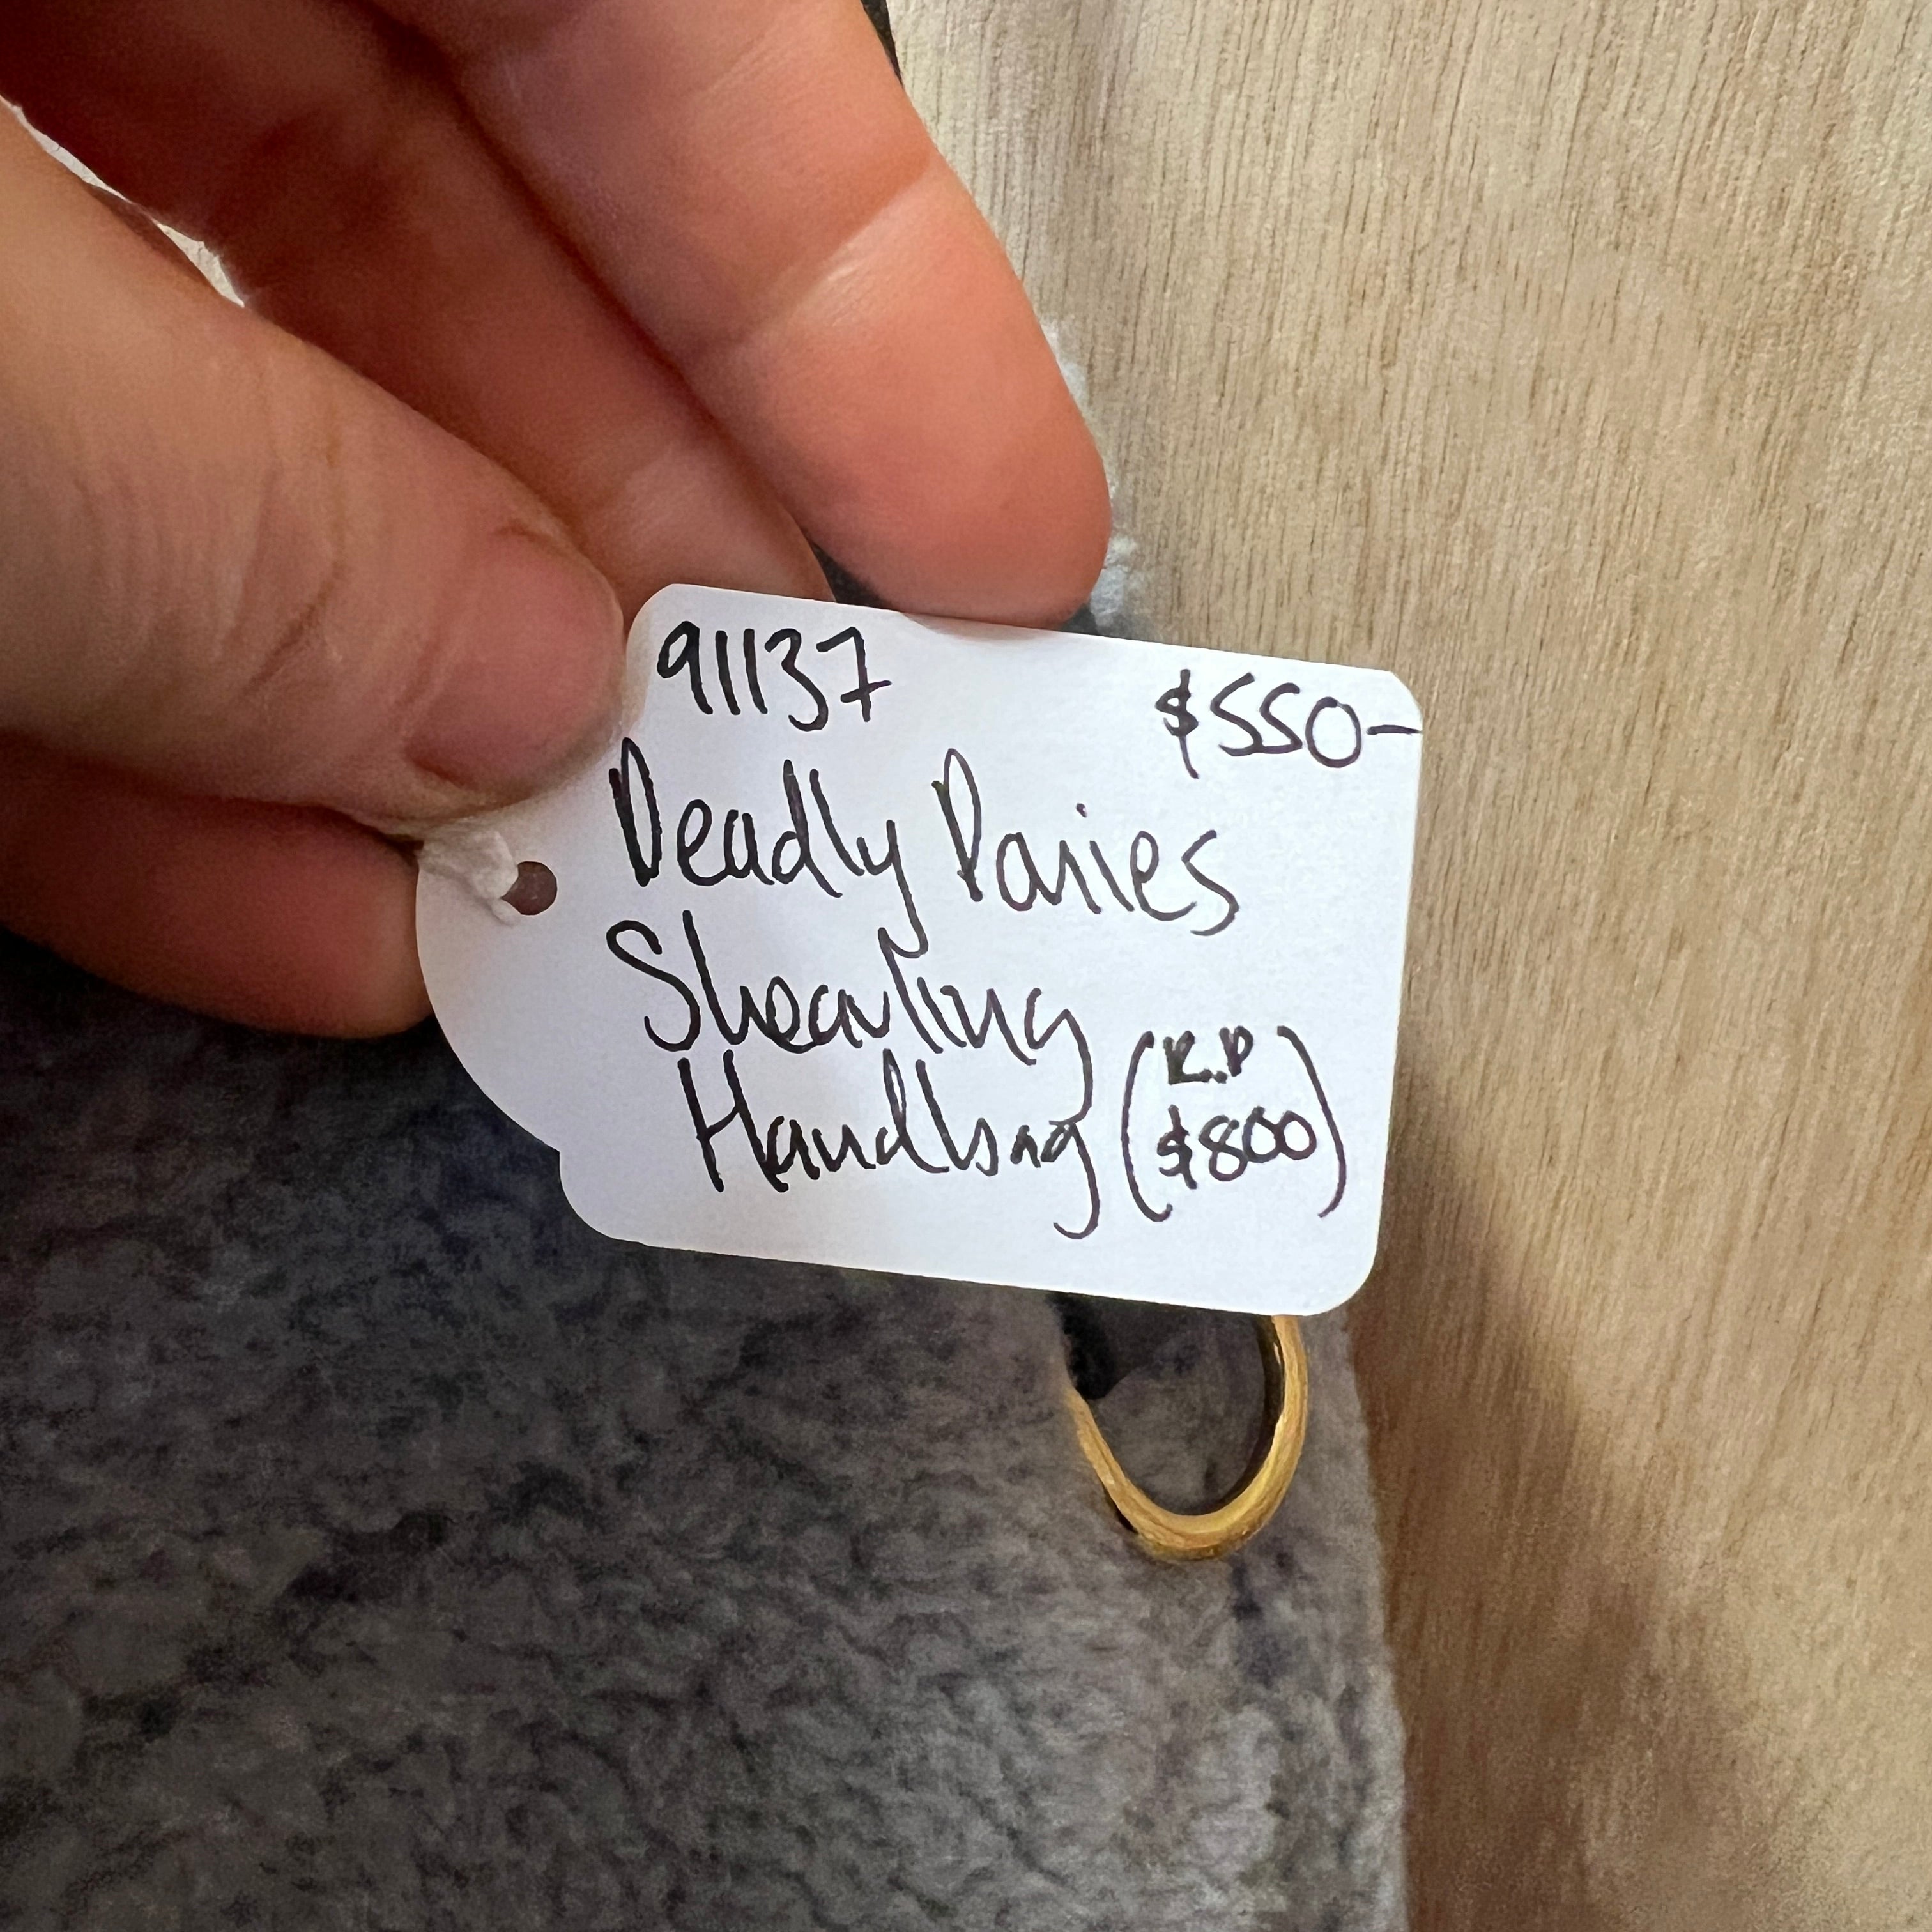 91137 $550-
Deadly Ponies
Shearling
Handbag (R.P
$800)